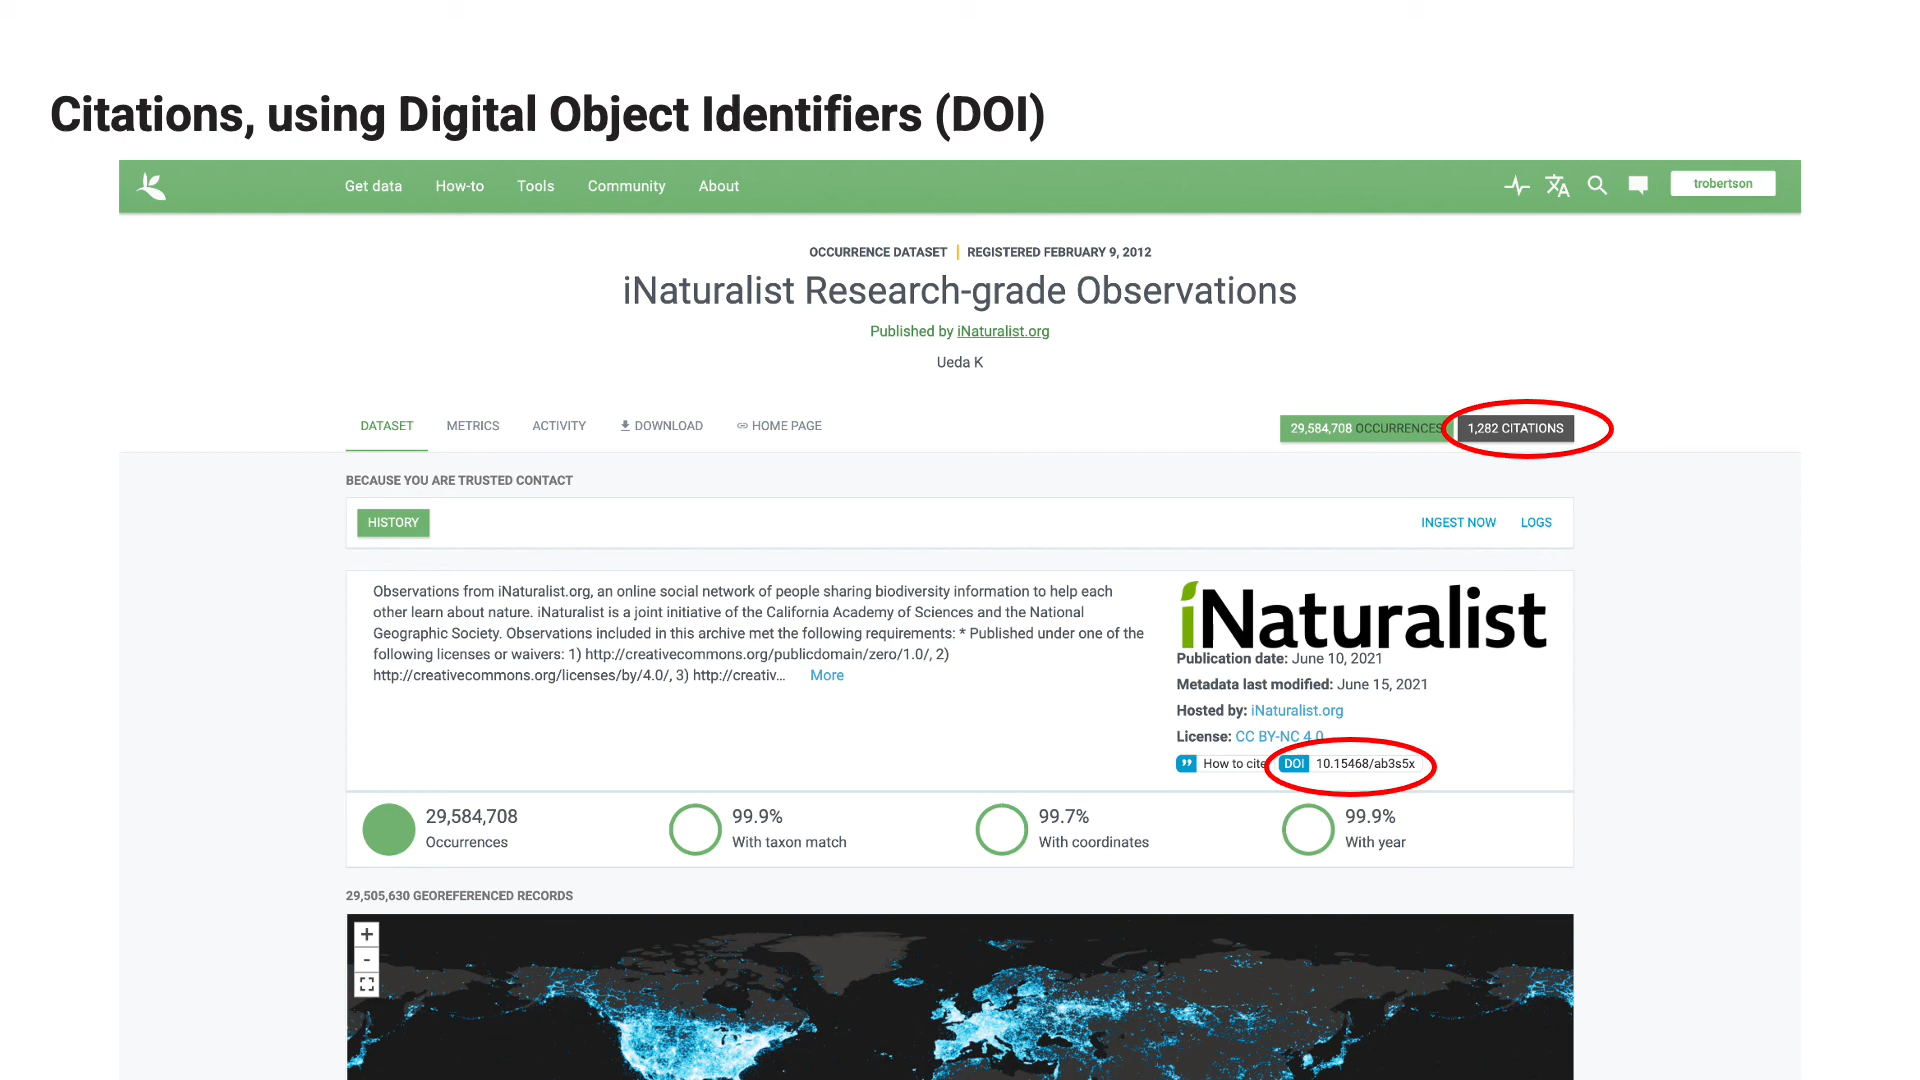 Citations, using Digital Object Identifiers (DOI)
Get data How-to Tools Community About trobertson
OCCURRENCE DATASET | REGISTERED FEBRUARY 9, 2012
iNaturalist Research-grade Observations
Published by iNaturalist.org
Ueda K
DATASET METRICS ACTIVITY DOWNLOAD HOME PAGE 29,584,708 OCCURRENCES 1,282 CITATIONS
BECAUSE YOU ARE TRUSTED CONTACT
HISTORY INGEST NOW LOGS
Observations from iNaturalist.org, an online social network of people sharing biodiversity information to help each
other learn about nature. iNaturalist is a joint initiative of the California Academy of Sciences and the National
Geographic Society. Observations included in this archive met the following requirements: * Published under one of the
following licenses or waivers: 1) http://creativecommons.org/publicdomain/zero/1.0/, 2)
http://creativecommons.org/licenses/by/4.0/, 3) http://creativ... More
iNaturalist
Publication date: June 10, 2021
Metadata last modified: June 15, 2021
Hosted by: iNaturalist.org
License: CC BY-NC 4.0
How to cite DOI 10.15468/ab3s5x
29,584,708 99.9% 99.7% 99.9%
Occurrences With taxon match With coordinates With year
29,505,630 GEOREFERENCED RECORDS
+
-